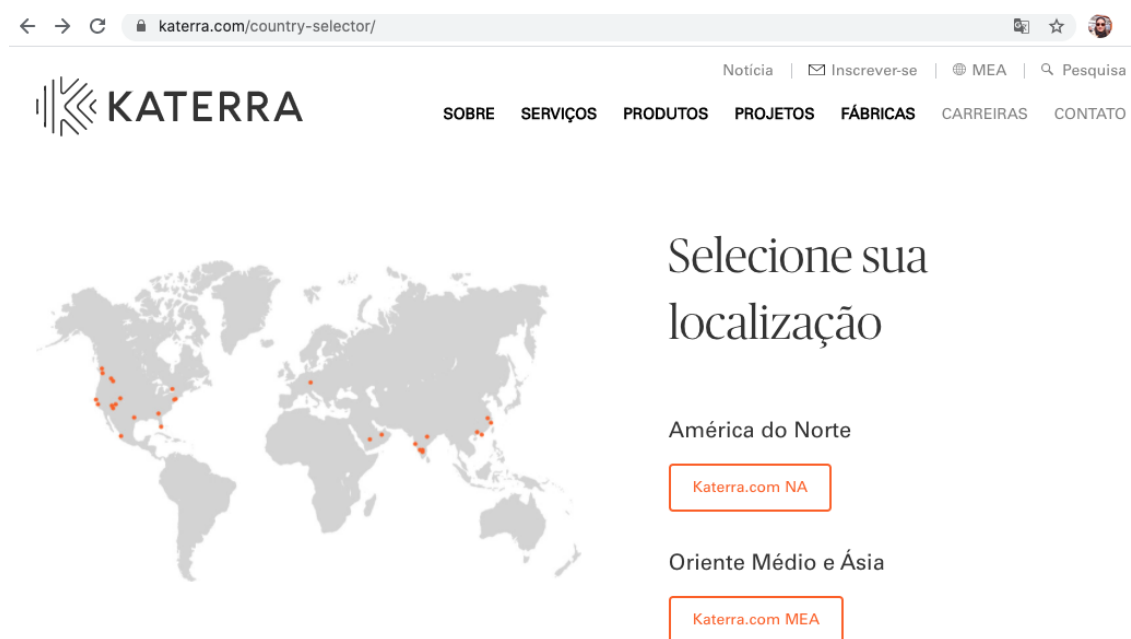 katerra.com/country-selector/
Notícia | Inscrever-se | MEA | Pesquisa
KATERRA
SOBRE SERVIÇOS PRODUTOS PROJETOS FÁBRICAS CARREIRAS CONTATO
Selecione sua
localização
América do Norte
Katerra.com NA
Oriente Médio e Ásia
Katerra.com MEA